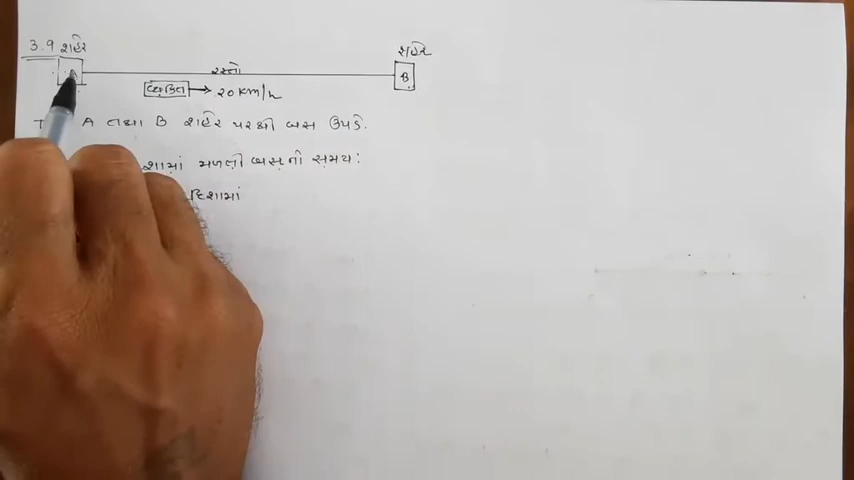 3.9 શહેર
શહેર
A
રસ્તો
B
વ્યકિત → 20 km/h
T A તથા B શહેર પરથી બસ ઉપડે.
શામાં મળતી બસનો સમય:
દિશામાં